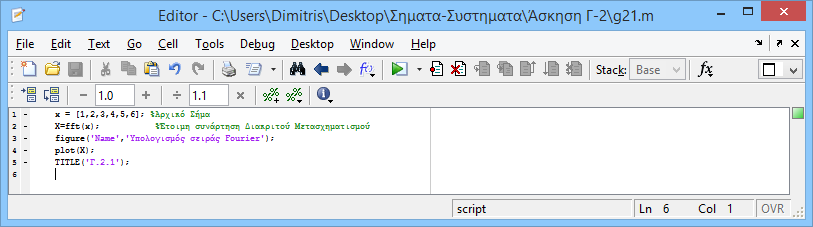 Editor - C:\Users\Dimitris\Desktop\Σηματα-Συστηματα\Άσκηση Γ-2\g21.m
File Edit Text Go Cell Tools Debug Desktop Window Help
Stack: Base fx
− 1.0 + ÷ 1.1 ×
1 - x = [1,2,3,4,5,6]; %Αρχικό Σήμα
2 - X=fft(x); %Έτοιμη συνάρτηση Διακριτού Μετασχηματισμού
3 - figure('Name','Υπολογισμός σειράς Fourier');
4 - plot(X);
5 - TITLE('Γ.2.1');
6
script Ln 6 Col 1 OVR